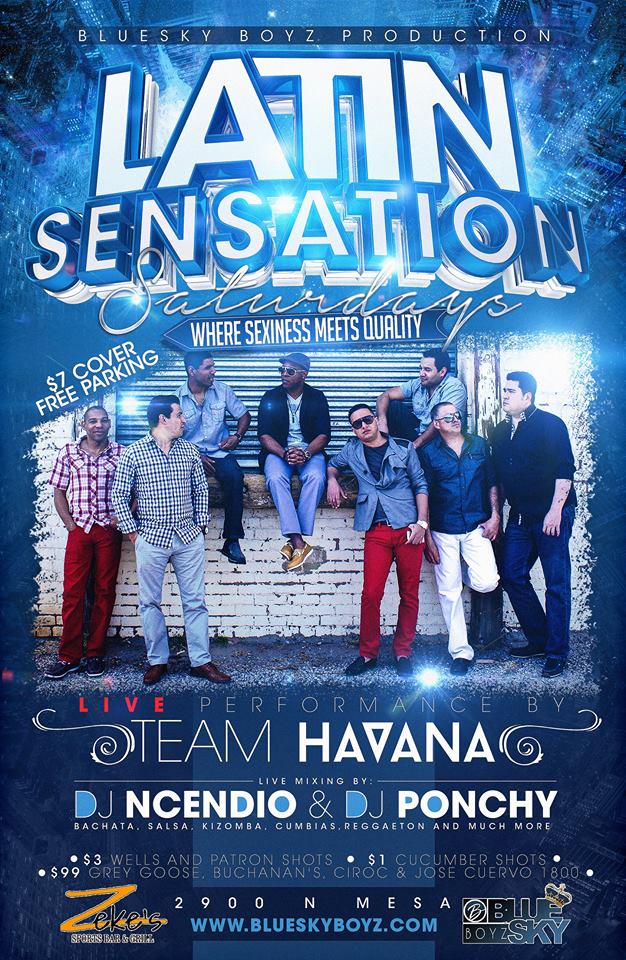 BLUESKY BOYZ PRODUCTION
LATIN
SENSATION
Saturdays
WHERE SEXINESS MEETS QUALITY
$7 COVER
FREE PARKING
LIVE PERFORMANCE BY
TEAM HAVANA
LIVE MIXING BY:
DJ NCENDIO & DJ PONCHY
BACHATA, SALSA, KIZOMBA, CUMBIAS,REGGAETON AND MUCH MORE
•$3 WELLS AND PATRON SHOTS • $1 CUCUMBER SHOTS•
•$99 GREY GOOSE, BUCHANAN'S, CIROC & JOSE CUERVO 1800•
Zeke's
SPORTS BAR & GRILL
2900 N MESA
WWW.BLUESKYBOYZ.COM
B BLUE
BOYZ SKY